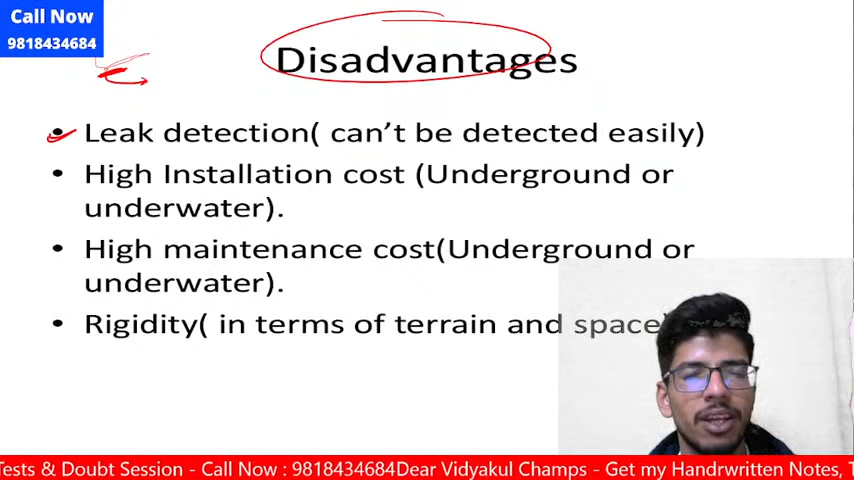 Call Now
9818434684
Disadvantages
• Leak detection( can't be detected easily)
• High Installation cost (Underground or
underwater).
• High maintenance cost(Underground or
underwater).
• Rigidity( in terms of terrain and space)
Tests & Doubt Session - Call Now : 9818434684Dear Vidyakul Champs - Get my Handrwritten Notes, T